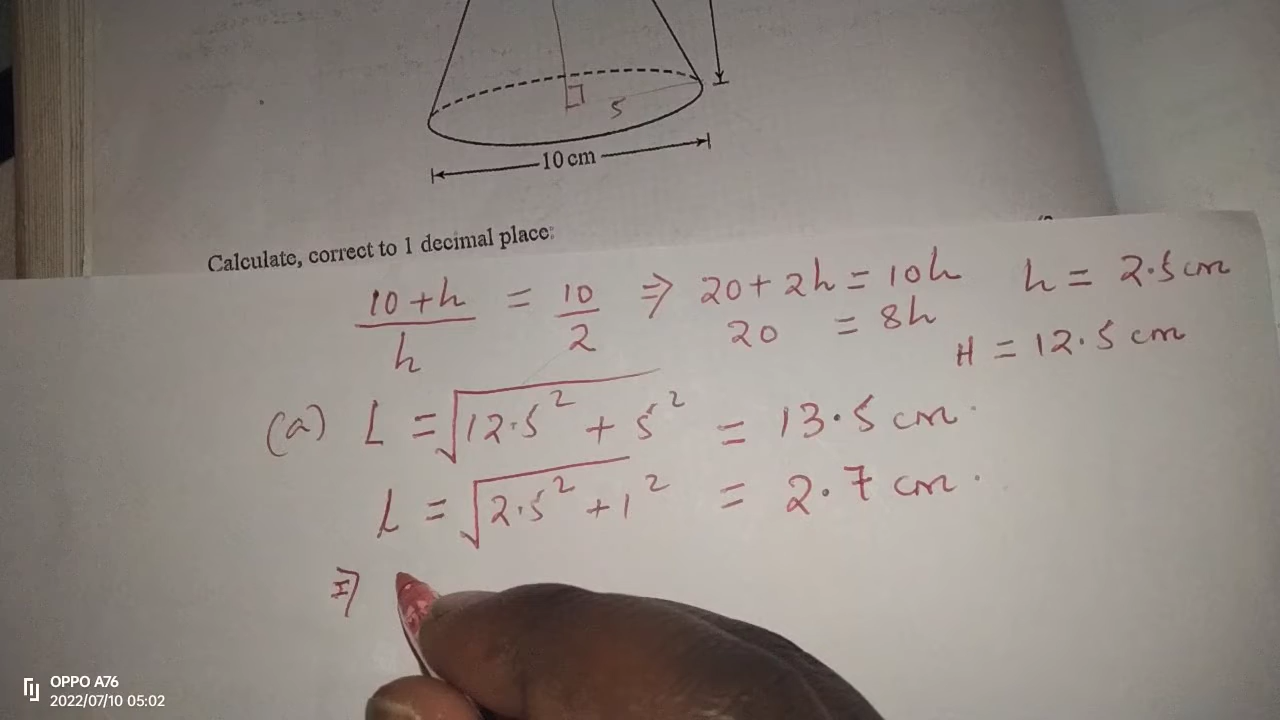 5
10 cm
Calculate, correct to 1 decimal place:
10+h/h = 10/2 ⇒ 20+2h = 10h h = 2.5 cm
20 = 8h
H = 12.5 cm
(a) L = √12.5² + 5² = 13.5 cm.
l = √2.5² + 1² = 2.7 cm.
⇒
OPPO A76
2022/07/10 05:02